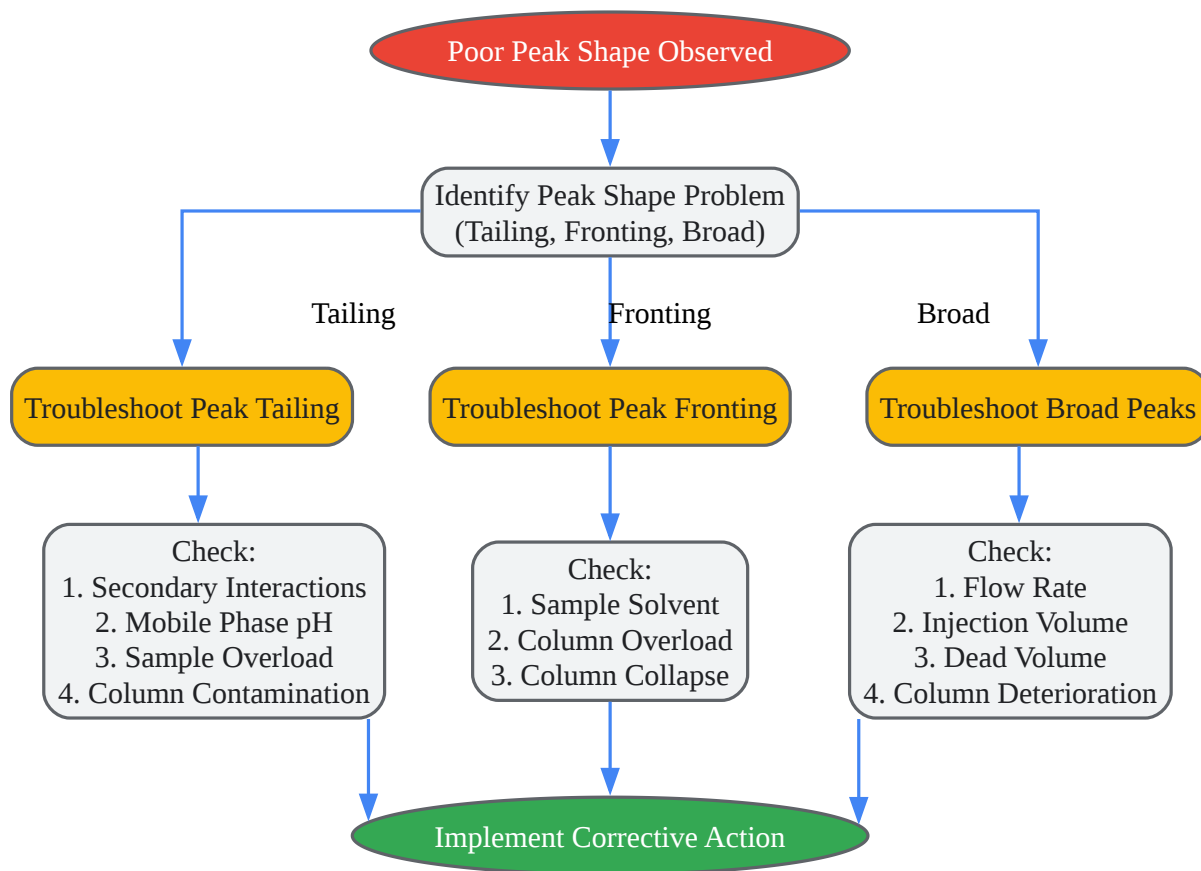 Poor Peak Shape Observed
Identify Peak Shape Problem
(Tailing, Fronting, Broad)
Tailing
Fronting
Broad
Troubleshoot Peak Tailing
Troubleshoot Peak Fronting
Troubleshoot Broad Peaks
Check:
1. Secondary Interactions
2. Mobile Phase pH
3. Sample Overload
4. Column Contamination
Check:
1. Sample Solvent
2. Column Overload
3. Column Collapse
Check:
1. Flow Rate
2. Injection Volume
3. Dead Volume
4. Column Deterioration
Implement Corrective Action